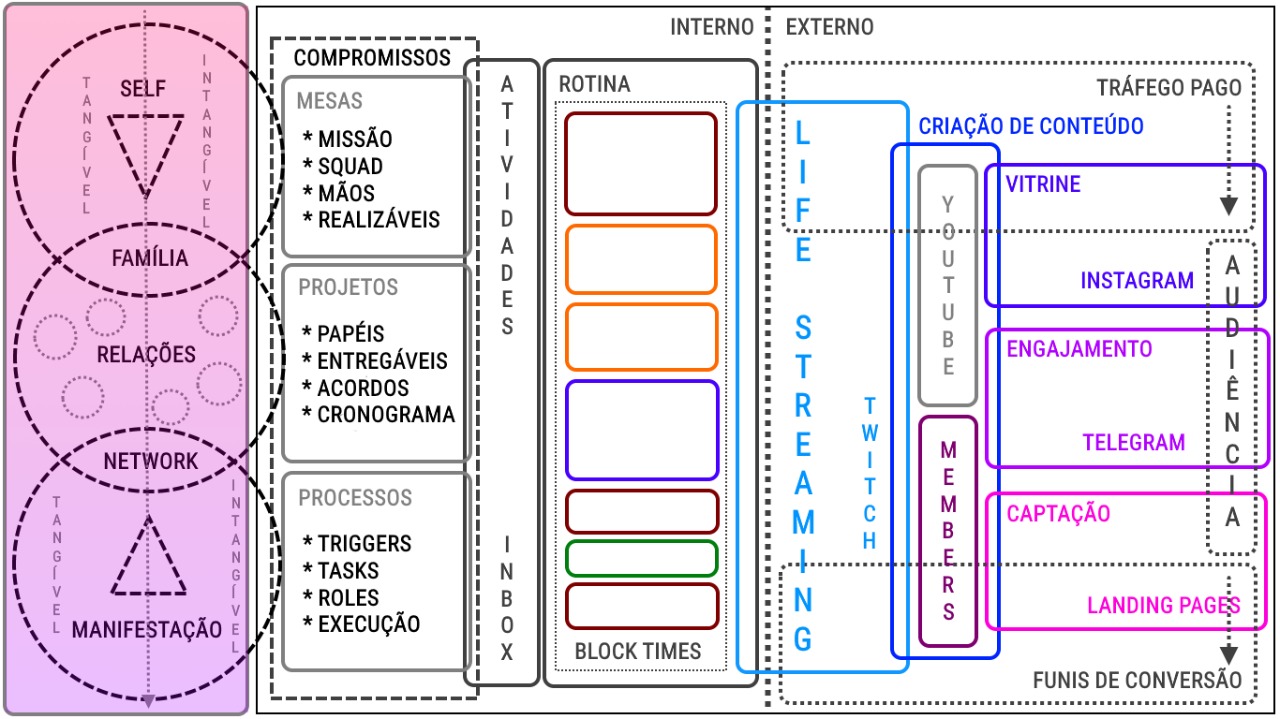 SELF
TANGÍVEL
INTANGÍVEL
FAMÍLIA
RELAÇÕES
NETWORK
TANGÍVEL
INTANGÍVEL
MANIFESTAÇÃO
INTERNO
COMPROMISSOS
MESAS
* MISSÃO
* SQUAD
* MÃOS
* REALIZÁVEIS
PROJETOS
* PAPÉIS
* ENTREGÁVEIS
* ACORDOS
* CRONOGRAMA
PROCESSOS
* TRIGGERS
* TASKS
* ROLES
* EXECUÇÃO
ATIVIDADES
INBOX
ROTINA
BLOCK TIMES
EXTERNO
LIFE STREAMING
TWITCH
TRÁFEGO PAGO
CRIAÇÃO DE CONTEÚDO
YOUTUBE
MEMBERS
VITRINE
INSTAGRAM
ENGAJAMENTO
TELEGRAM
CAPTAÇÃO
LANDING PAGES
AUDIÊNCIA
FUNIS DE CONVERSÃO